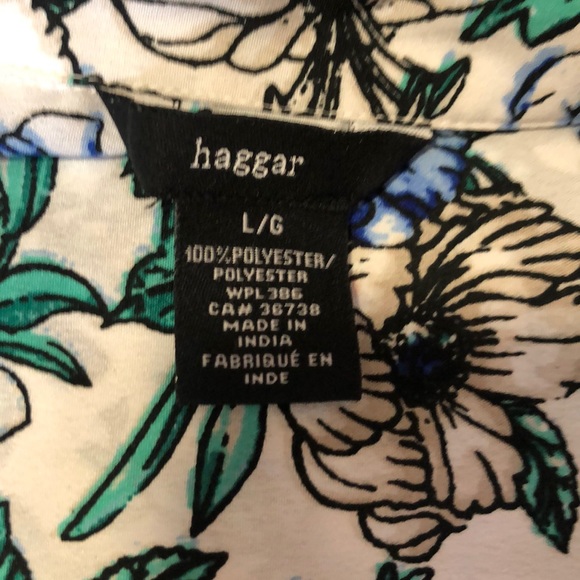 haggar
L/G
100%POLYESTER/
POLYESTER
WPL386
CA# 36738
MADE IN
INDIA
FABRIQUÉ EN
INDE